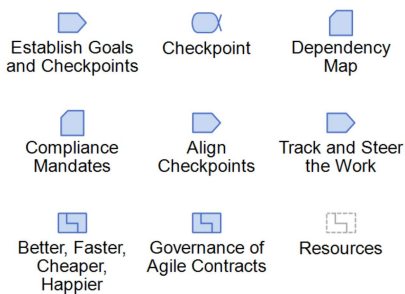 Establish Goals
and Checkpoints
Checkpoint
Dependency
Map
Compliance
Mandates
Align
Checkpoints
Track and Steer
the Work
Better, Faster,
Cheaper,
Happier
Governance of
Agile Contracts
Resources